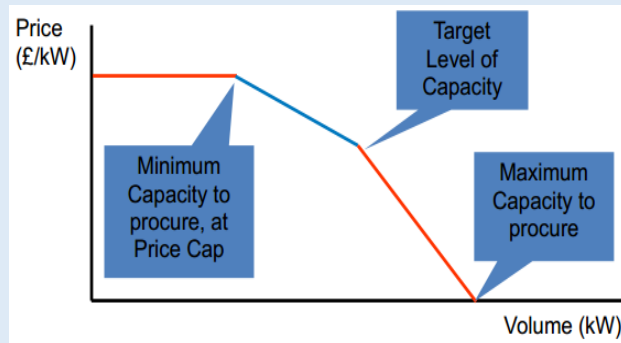 Price
(£/kW)
Target
Level of
Capacity
Minimum
Capacity to
procure, at
Price Cap
Maximum
Capacity to
procure
Volume (kW)